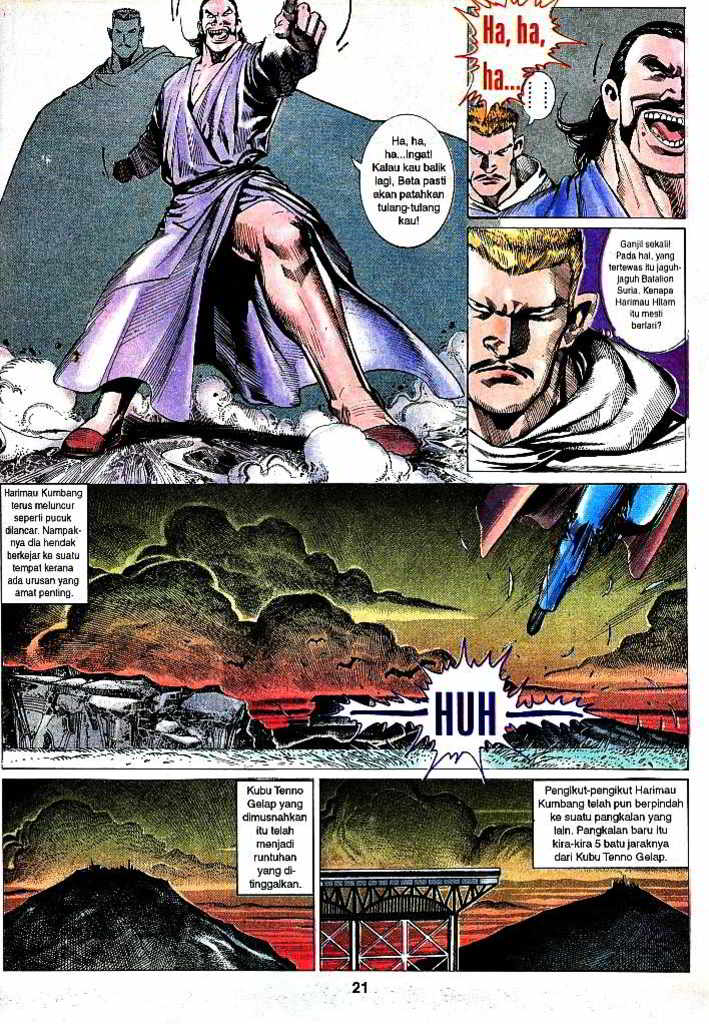 Ha, ha,
ha...Ingat!
Kalau kau balik
lagi, Beta pasti
akan patahkan
tulang-tulang
kau!
Ha, ha,
ha...
Ganjil sekali!
Pada hal, yang
tertewas itu jaguh-
jaguh Batalion
Suria. Kenapa
Harimau Hitam
itu mesti
berlari?
Harimau Kumbang
terus meluncur
seperti pucuk
dilancar. Nampak-
nya dia hendak
berkejar ke suatu
tempat kerana
ada urusan yang
amat penting.
HUH
Kubu Tenno
Gelap yang
dimusnahkan
itu telah
menjadi
runtuhan
yang di-
tinggalkan.
Pengikut-pengikut Harimau
Kumbang telah pun berpindah
ke suatu pangkalan yang
lain. Pangkalan baru itu
kira-kira 5 batu jaraknya
dari Kubu Tenno Gelap.
21